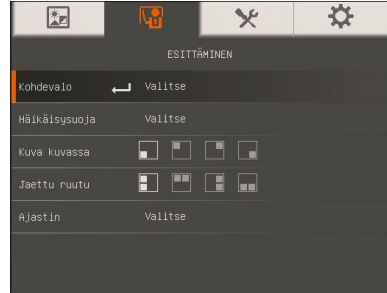 ESITTÄMINEN
Kohdevalo Valitse
Häikäisysuoja Valitse
Kuva kuvassa
Jaettu ruutu
Ajastin Valitse